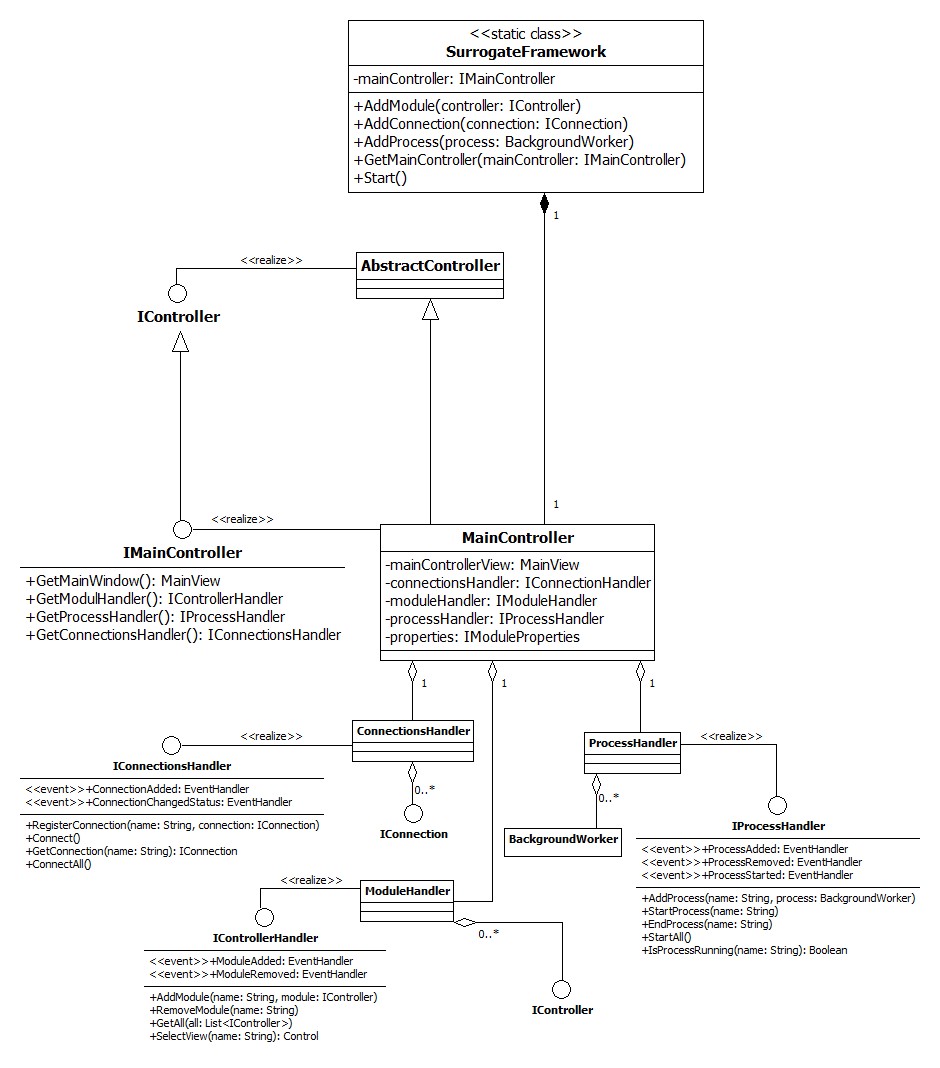 <<static class>>
SurrogateFramework
-mainController: IMainController
+AddModule(controller: IController)
+AddConnection(connection: IConnection)
+AddProcess(process: BackgroundWorker)
+GetMainController(mainController: IMainController)
+Start()
1
<<realize>>
AbstractController
IController
1
<<realize>>
IMainController
+GetMainWindow(): MainView
+GetModulHandler(): IControllerHandler
+GetProcessHandler(): IProcessHandler
+GetConnectionsHandler(): IConnectionsHandler
MainController
-mainControllerView: MainView
-connectionsHandler: IConnectionHandler
-moduleHandler: IModuleHandler
-processHandler: IProcessHandler
-properties: IModuleProperties
1
1
1
<<realize>>
ConnectionsHandler
IConnectionsHandler
<<event>>+ConnectionAdded: EventHandler
<<event>>+ConnectionChangedStatus: EventHandler
+RegisterConnection(name: String, connection: IConnection)
+Connect()
+GetConnection(name: String): IConnection
+ConnectAll()
0..*
IConnection
ProcessHandler
<<realize>>
0..*
BackgroundWorker
IProcessHandler
<<event>>+ProcessAdded: EventHandler
<<event>>+ProcessRemoved: EventHandler
<<event>>+ProcessStarted: EventHandler
+AddProcess(name: String, process: BackgroundWorker)
+StartProcess(name: String)
+EndProcess(name: String)
+StartAll()
+IsProcessRunning(name: String): Boolean
<<realize>>
ModuleHandler
IControllerHandler
<<event>>+ModuleAdded: EventHandler
<<event>>+ModuleRemoved: EventHandler
+AddModule(name: String, module: IController)
+RemoveModule(name: String)
+GetAll(all: List<IController>)
+SelectView(name: String): Control
0..*
IController